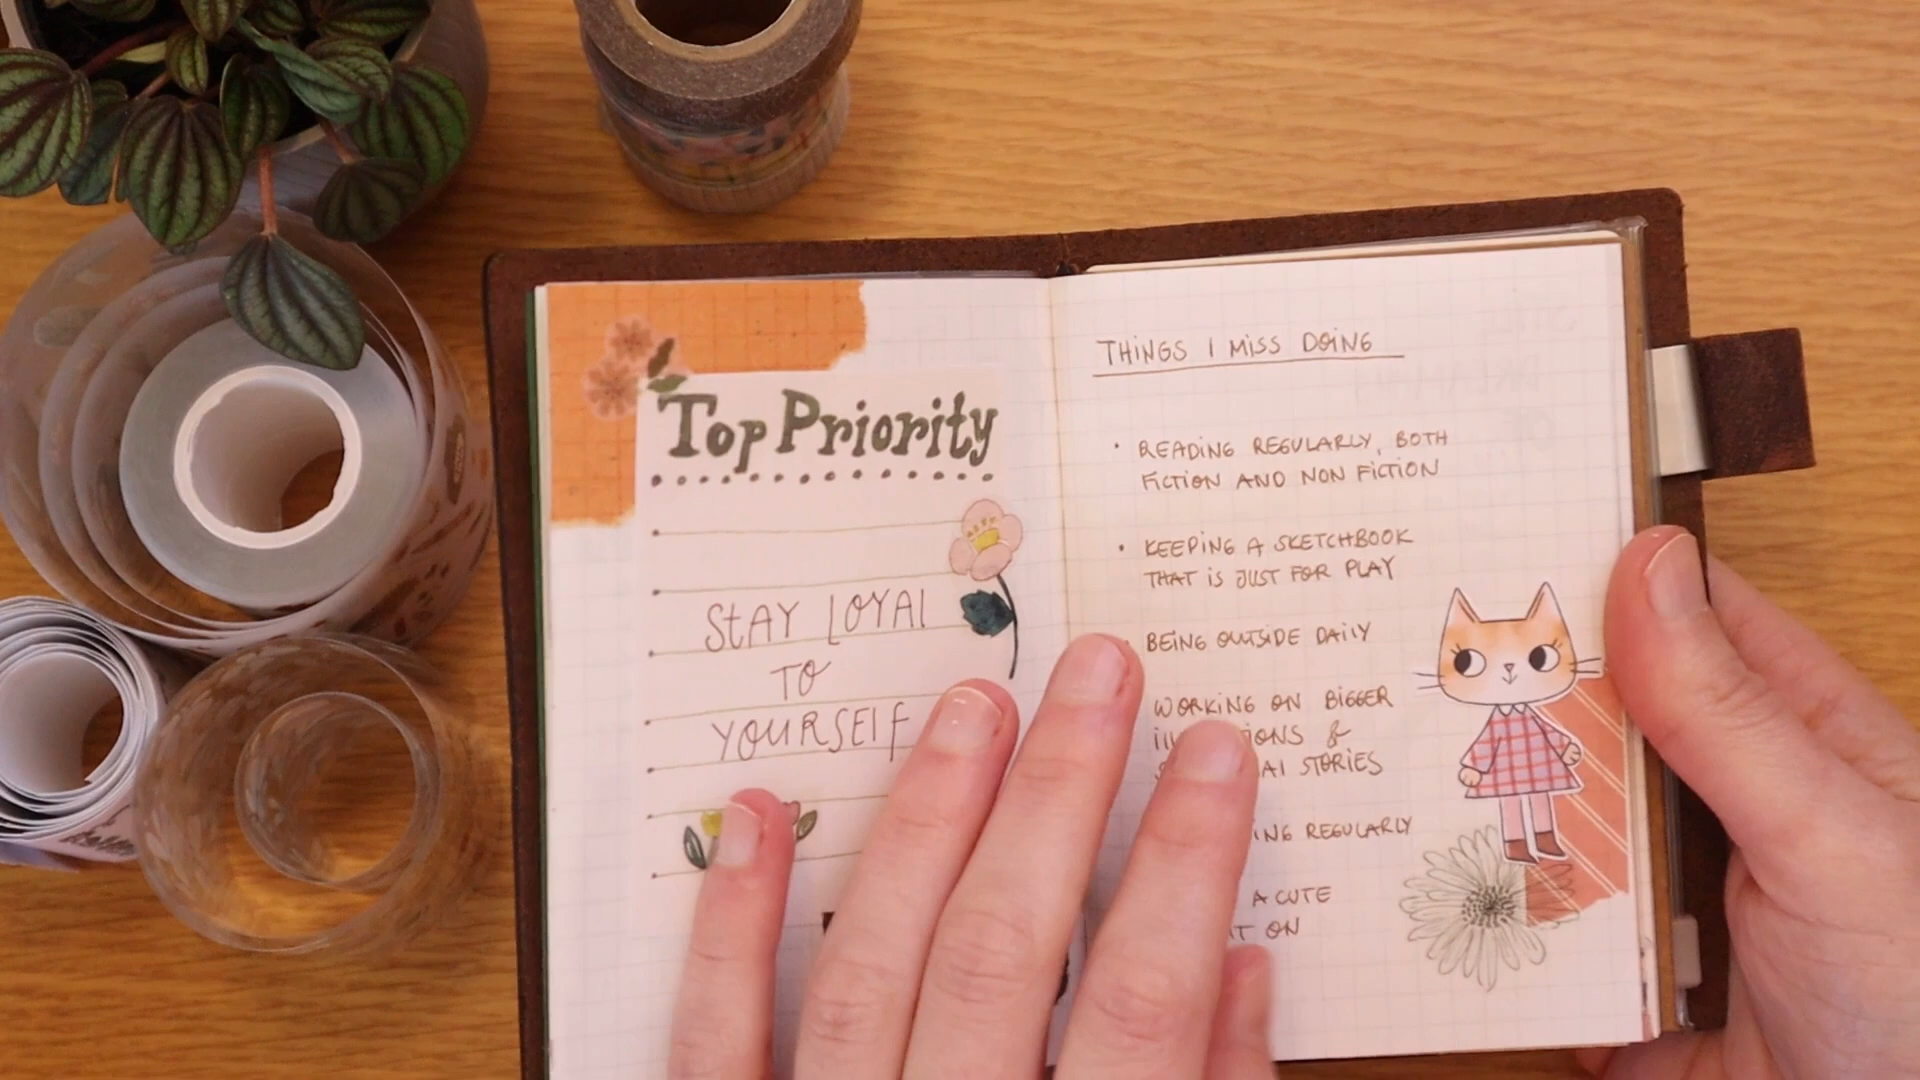 Top Priority
STAY LOYAL
TO
YOURSELF
THINGS I MISS DOING
• READING REGULARLY, BOTH
FICTION AND NON FICTION
• KEEPING A SKETCHBOOK
THAT IS JUST FOR PLAY
BEING OUTSIDE DAILY
WORKING ON BIGGER
&
STORIES
REGULARLY
A CUTE
ON